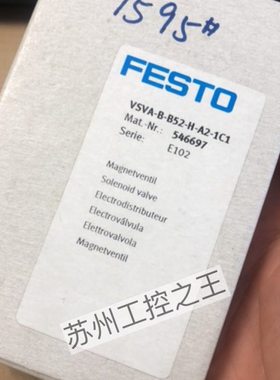 1595#
FESTO
VSVA-B-B52-H-A2-1C1
Mat.-Nr.: 546697
Serie: E102
Magnetventil
Solenoid valve
Electrodistributeur
Electroválvula
Elettrovalvola
Magnetventil
苏州工控之王